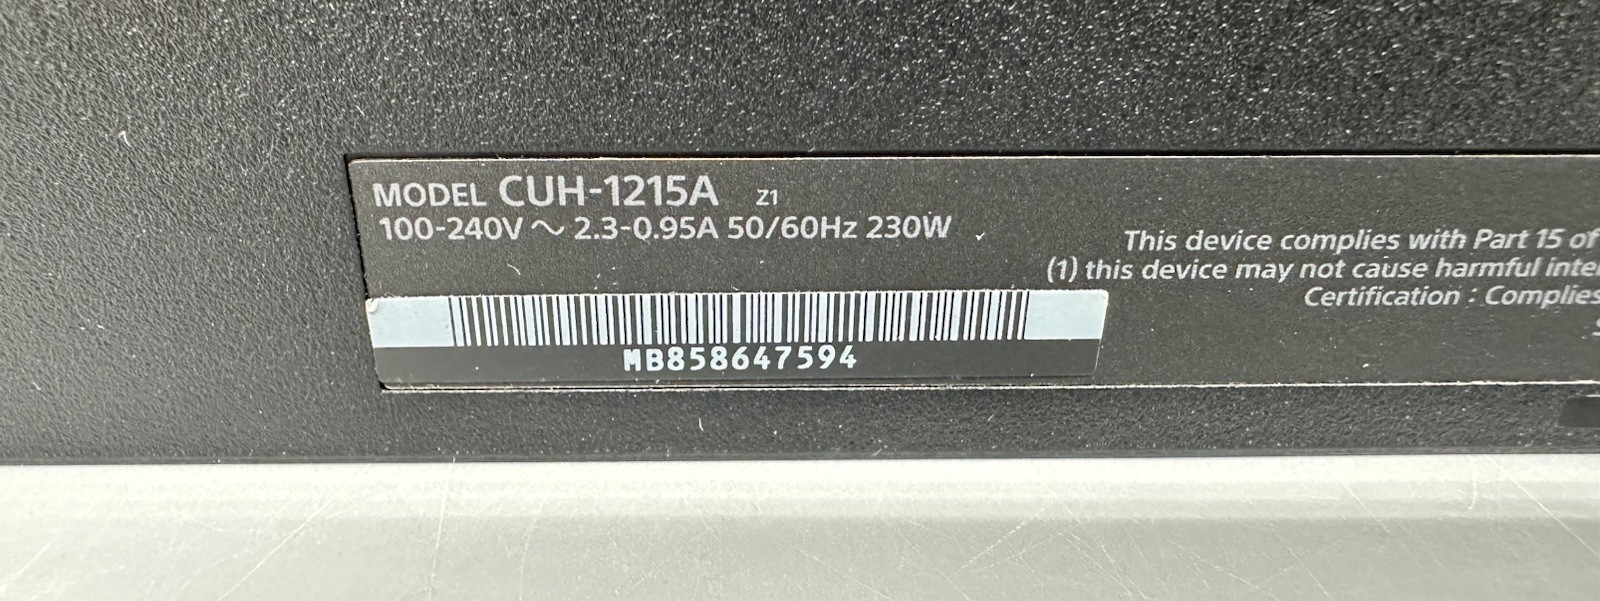 MODEL CUH-1215A Z1
100-240V ～ 2.3-0.95A 50/60Hz 230W
This device complies with Part 15 of
(1) this device may not cause harmful
Certification : Complies
MB858647594